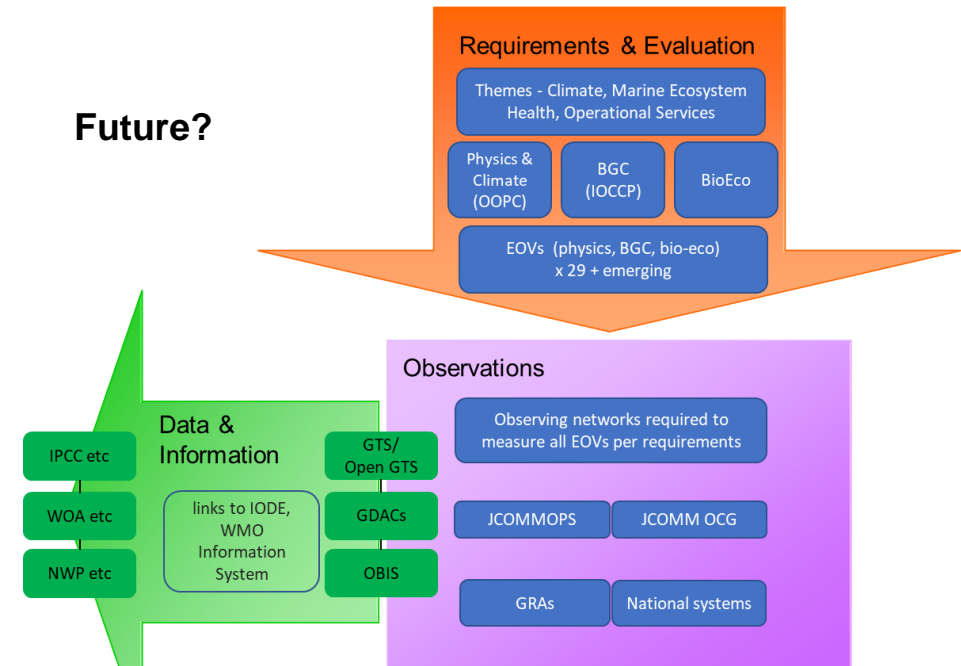 Future?
Requirements & Evaluation
Themes - Climate, Marine Ecosystem
Health, Operational Services
Physics &
Climate
(OOPC)
BGC
(IOCCP)
BioEco
EOVs (physics, BGC, bio-eco)
x 29 + emerging
Observations
Observing networks required to
measure all EOVs per requirements
JCOMMOPS
JCOMM OCG
GRAs
National systems
Data &
Information
GTS/
Open GTS
GDACs
OBIS
links to IODE,
WMO
Information
System
IPCC etc
WOA etc
NWP etc